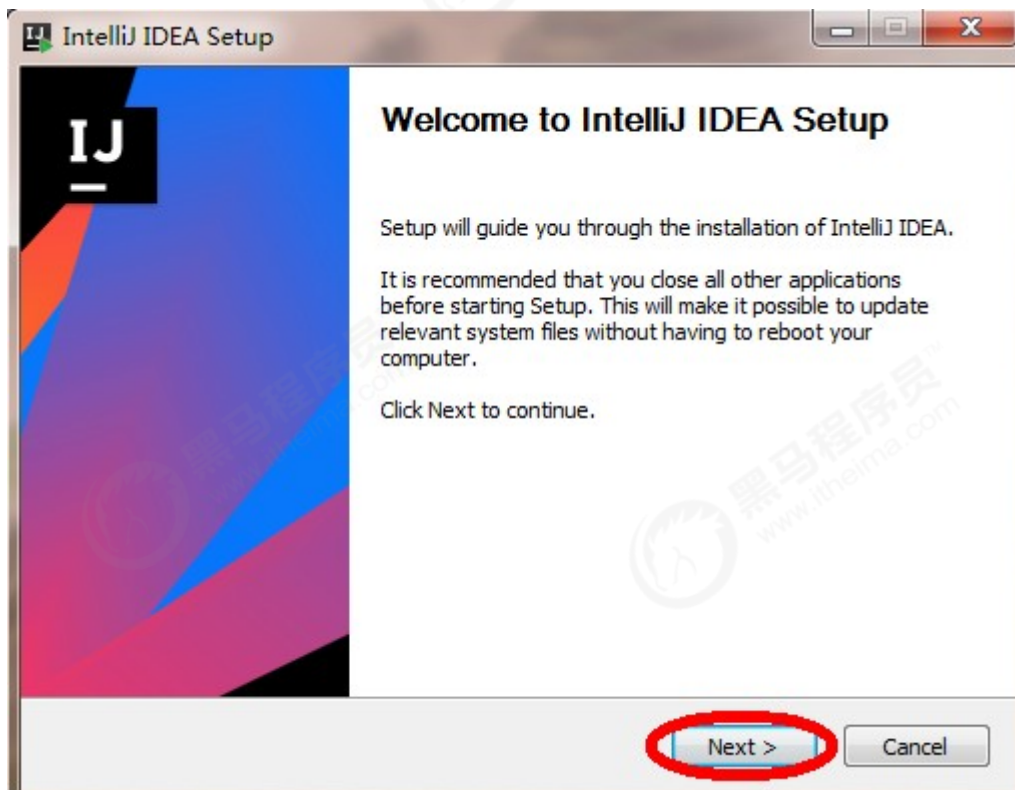 IntelliJ IDEA Setup
IJ
Welcome to IntelliJ IDEA Setup
Setup will guide you through the installation of IntelliJ IDEA.
It is recommended that you close all other applications
before starting Setup. This will make it possible to update
relevant system files without having to reboot your
computer.
Click Next to continue.
黑马程序员
www.itheima.com
黑马程序员™
www.itheima.com
Next >
Cancel